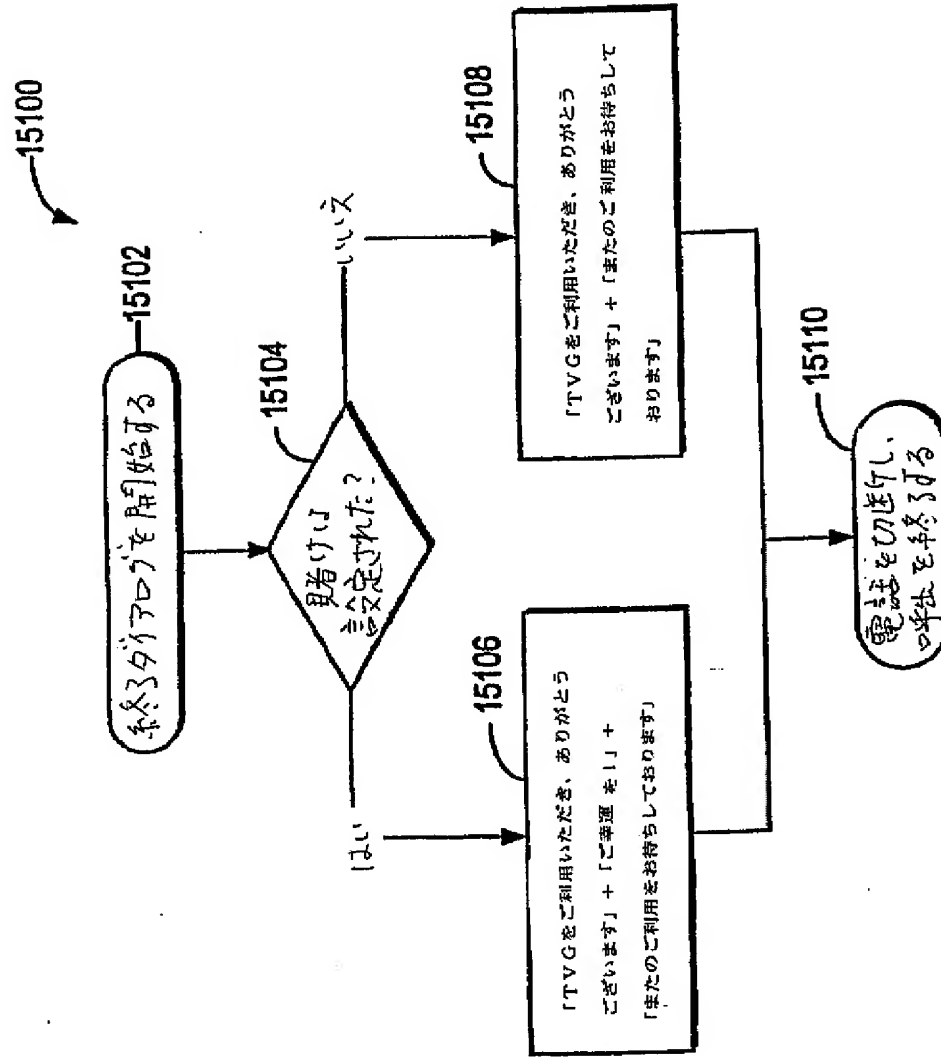 15100
終了ダイアログを開始する
15102
賭けは
設定された?
15104
はい
いいえ
「TVGをご利用いただき、ありがとう
ございます」+「ご幸運を!」+
「またのご利用をお待ちしております」
15106
「TVGをご利用いただき、ありがとう
ございます」+「またのご利用をお待ちして
おります」
15108
電話を切断し、
呼出を終了する
15110